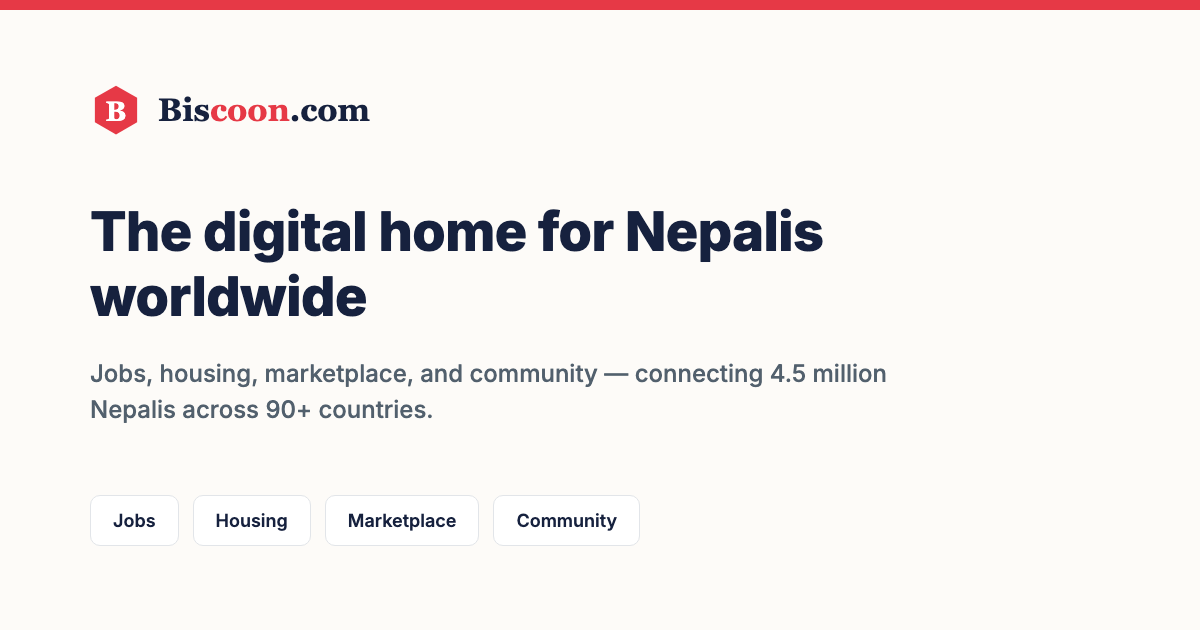 B
Biscoon.com
The digital home for Nepalis
worldwide
Jobs, housing, marketplace, and community — connecting 4.5 million
Nepalis across 90+ countries.
Jobs
Housing
Marketplace
Community